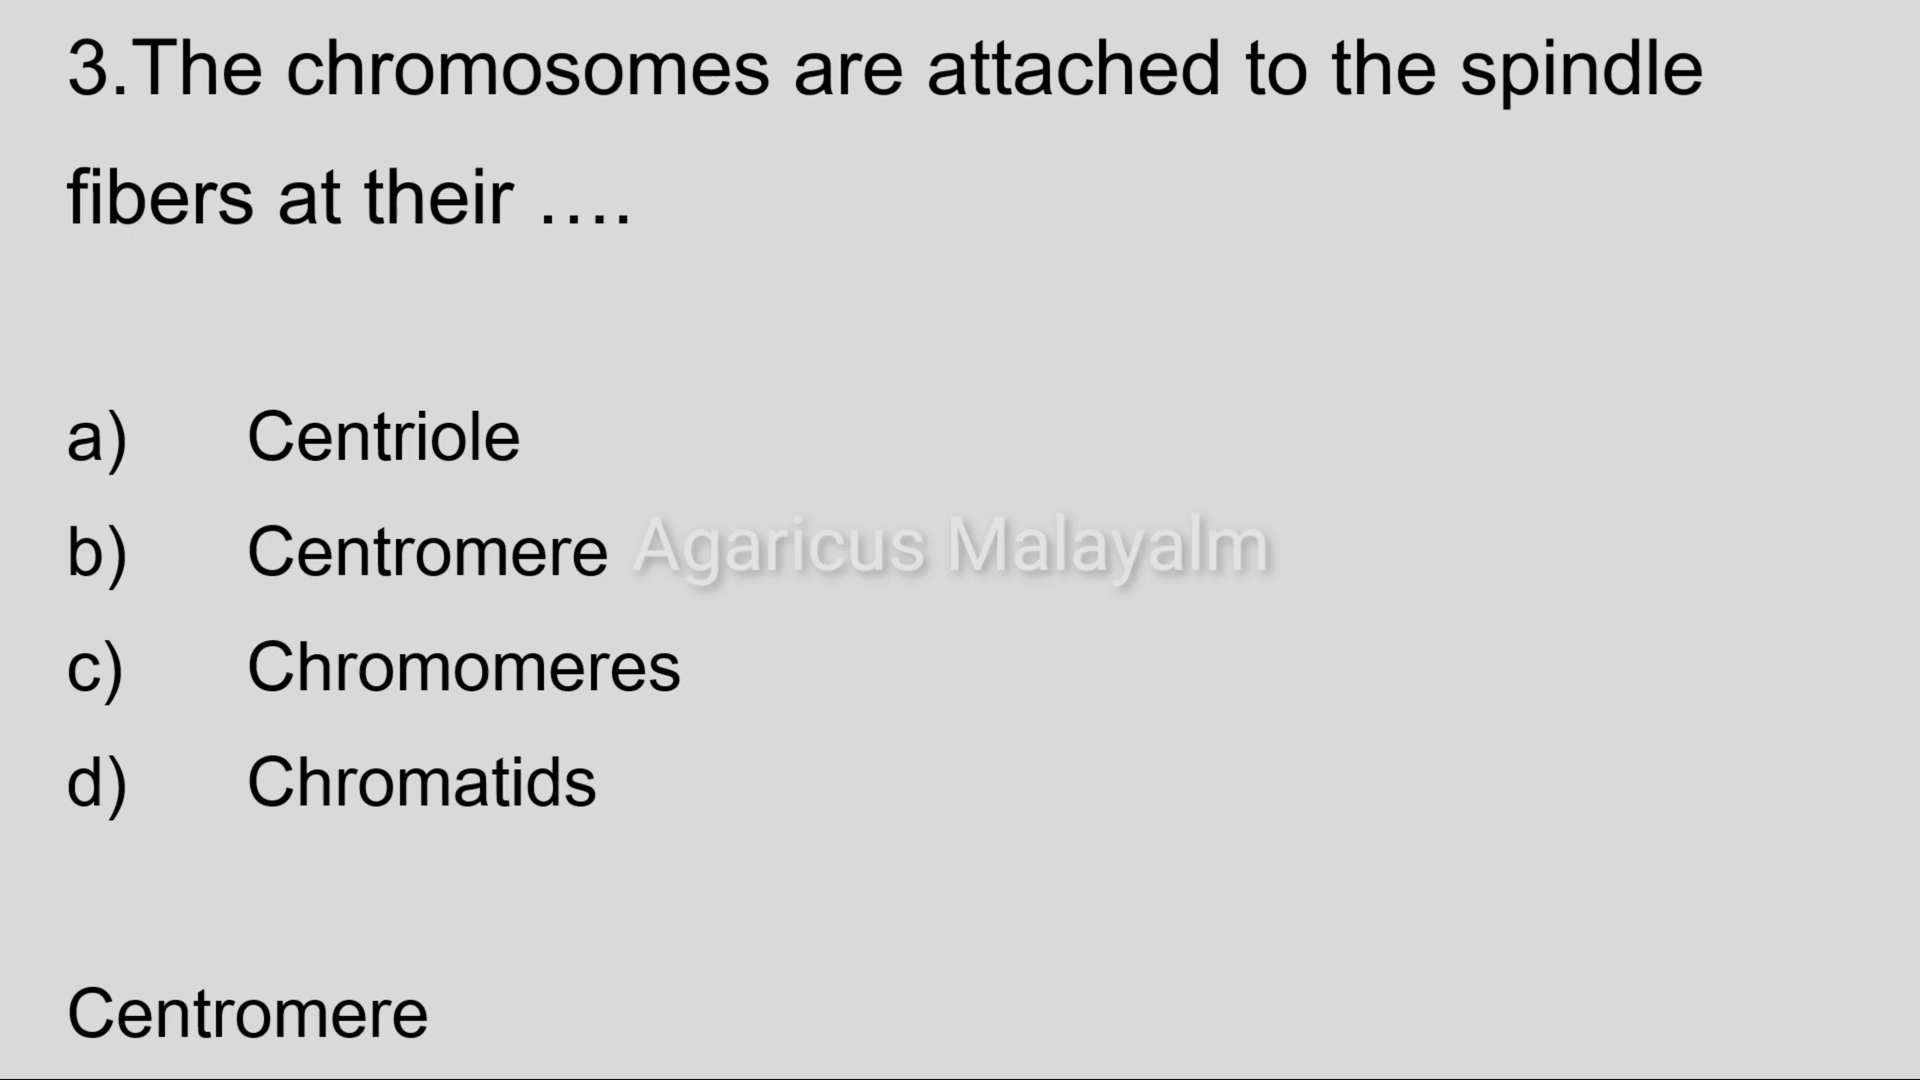 3.The chromosomes are attached to the spindle
fibers at their ....
a) Centriole
b) Centromere
Agaricus Malayalm
c) Chromomeres
d) Chromatids
Centromere